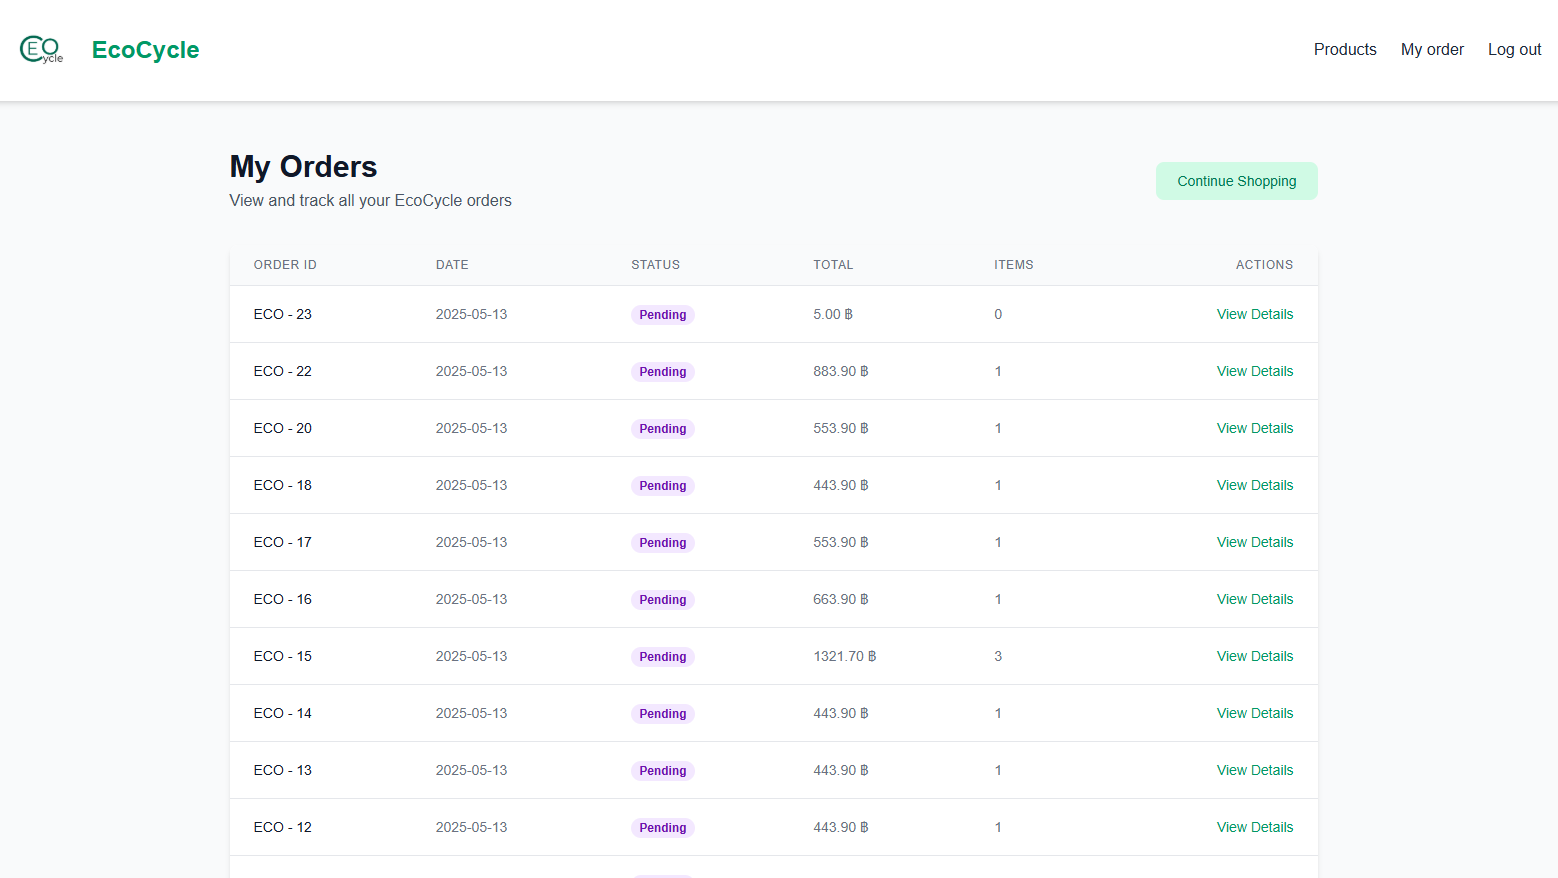 EO
ycle
EcoCycle
Products My order Log out
My Orders
View and track all your EcoCycle orders
Continue Shopping
ORDER ID DATE STATUS TOTAL ITEMS ACTIONS
ECO - 23 2025-05-13 Pending 5.00 ฿ 0 View Details
ECO - 22 2025-05-13 Pending 883.90 ฿ 1 View Details
ECO - 20 2025-05-13 Pending 553.90 ฿ 1 View Details
ECO - 18 2025-05-13 Pending 443.90 ฿ 1 View Details
ECO - 17 2025-05-13 Pending 553.90 ฿ 1 View Details
ECO - 16 2025-05-13 Pending 663.90 ฿ 1 View Details
ECO - 15 2025-05-13 Pending 1321.70 ฿ 3 View Details
ECO - 14 2025-05-13 Pending 443.90 ฿ 1 View Details
ECO - 13 2025-05-13 Pending 443.90 ฿ 1 View Details
ECO - 12 2025-05-13 Pending 443.90 ฿ 1 View Details